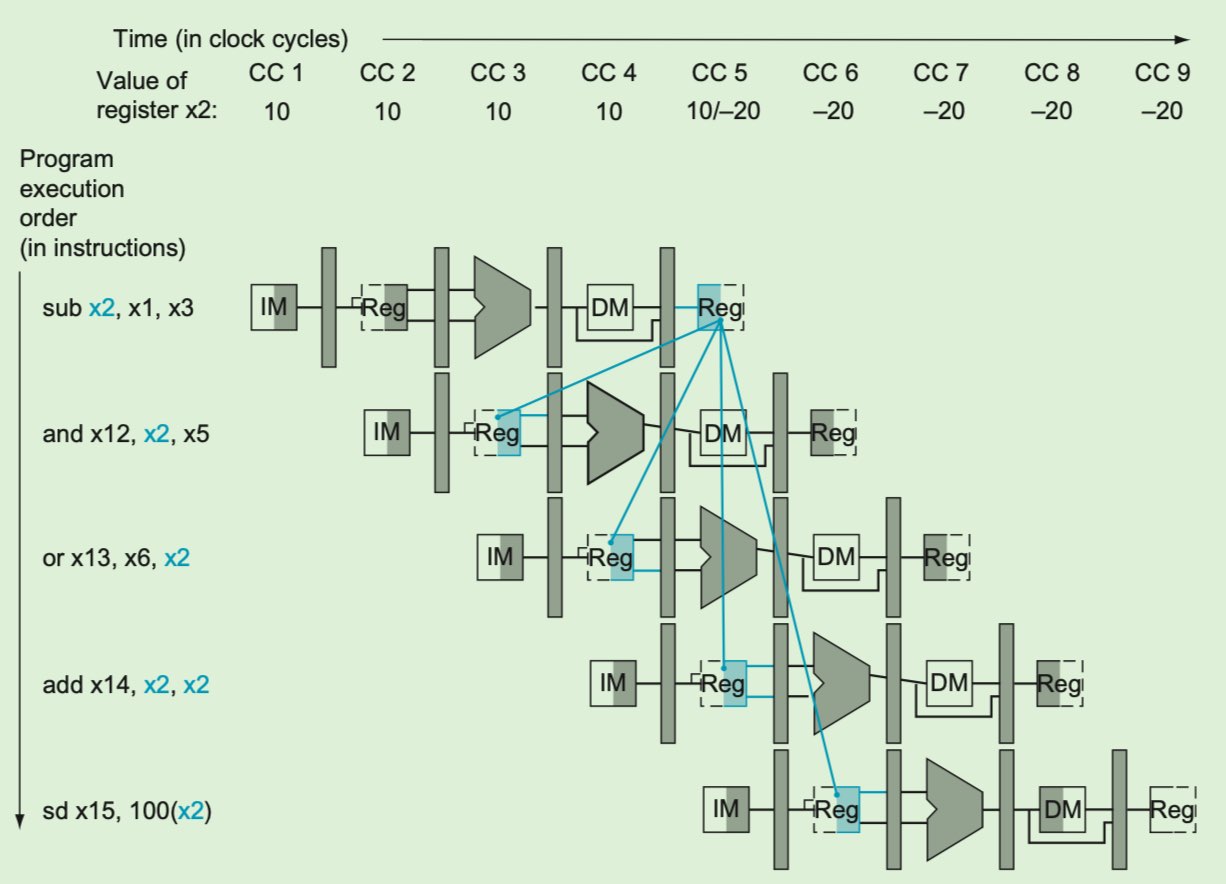 Time (in clock cycles)
Value of register x2:
CC 1 CC 2 CC 3 CC 4 CC 5 CC 6 CC 7 CC 8 CC 9
10 10 10 10 10/–20 –20 –20 –20 –20
Program
execution
order
(in instructions)
sub x2, x1, x3
IM Reg DM Reg
and x12, x2, x5
IM Reg DM Reg
or x13, x6, x2
IM Reg DM Reg
add x14, x2, x2
IM Reg DM Reg
sd x15, 100(x2)
IM Reg DM Reg